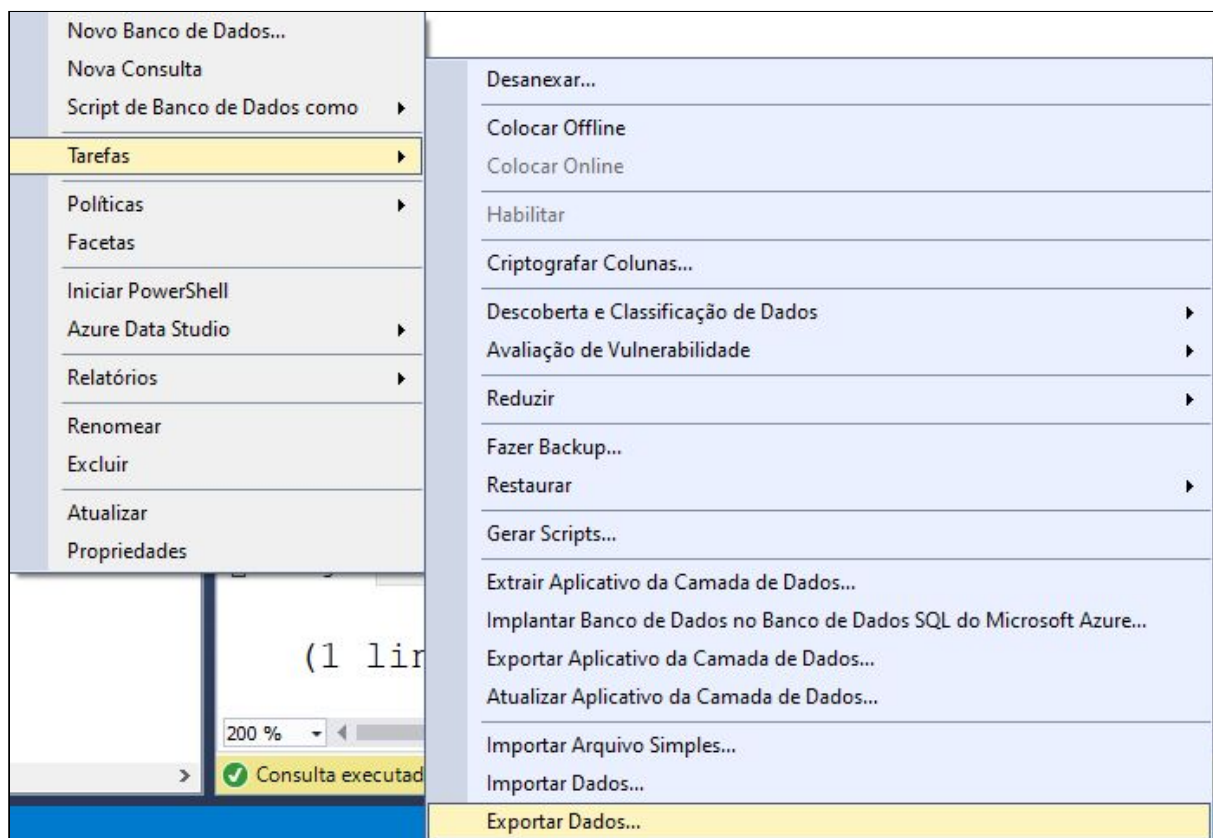 Novo Banco de Dados...
Nova Consulta
Script de Banco de Dados como
Tarefas
Políticas
Facetas
Iniciar PowerShell
Azure Data Studio
Relatórios
Renomear
Excluir
Atualizar
Propriedades
Desanexar...
Colocar Offline
Colocar Online
Habilitar
Criptografar Colunas...
Descoberta e Classificação de Dados
Avaliação de Vulnerabilidade
Reduzir
Fazer Backup...
Restaurar
Gerar Scripts...
Extrair Aplicativo da Camada de Dados...
Implantar Banco de Dados no Banco de Dados SQL do Microsoft Azure...
Exportar Aplicativo da Camada de Dados...
Atualizar Aplicativo da Camada de Dados...
Importar Arquivo Simples...
Importar Dados...
Exportar Dados...
(1 lin
200 %
Consulta executad